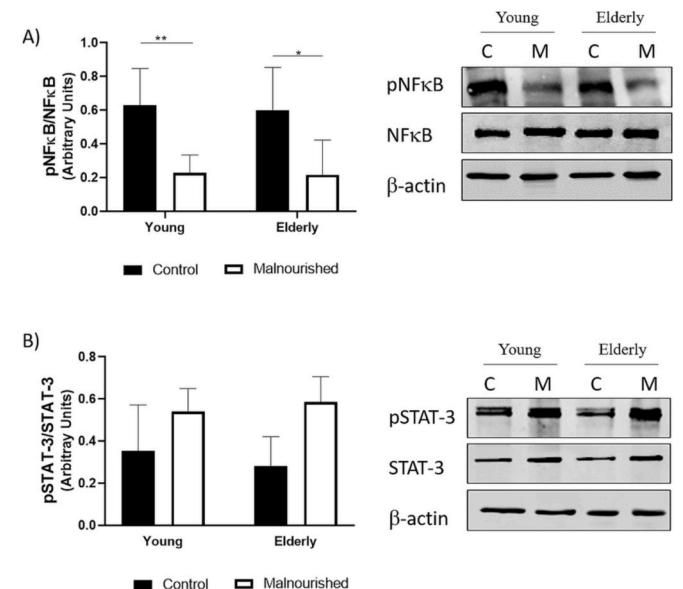 A)
pNFκB/NFκB
(Arbitrary Units)
1.0
0.8
0.6
0.4
0.2
0.0
**
*
Young Elderly
Control Malnourished
Young Elderly
C M C M
pNFκB
NFκB
β-actin
B)
pSTAT-3/STAT-3
(Arbitray Units)
0.8
0.6
0.4
0.2
0.0
Young Elderly
Control Malnourished
Young Elderly
C M C M
pSTAT-3
STAT-3
β-actin